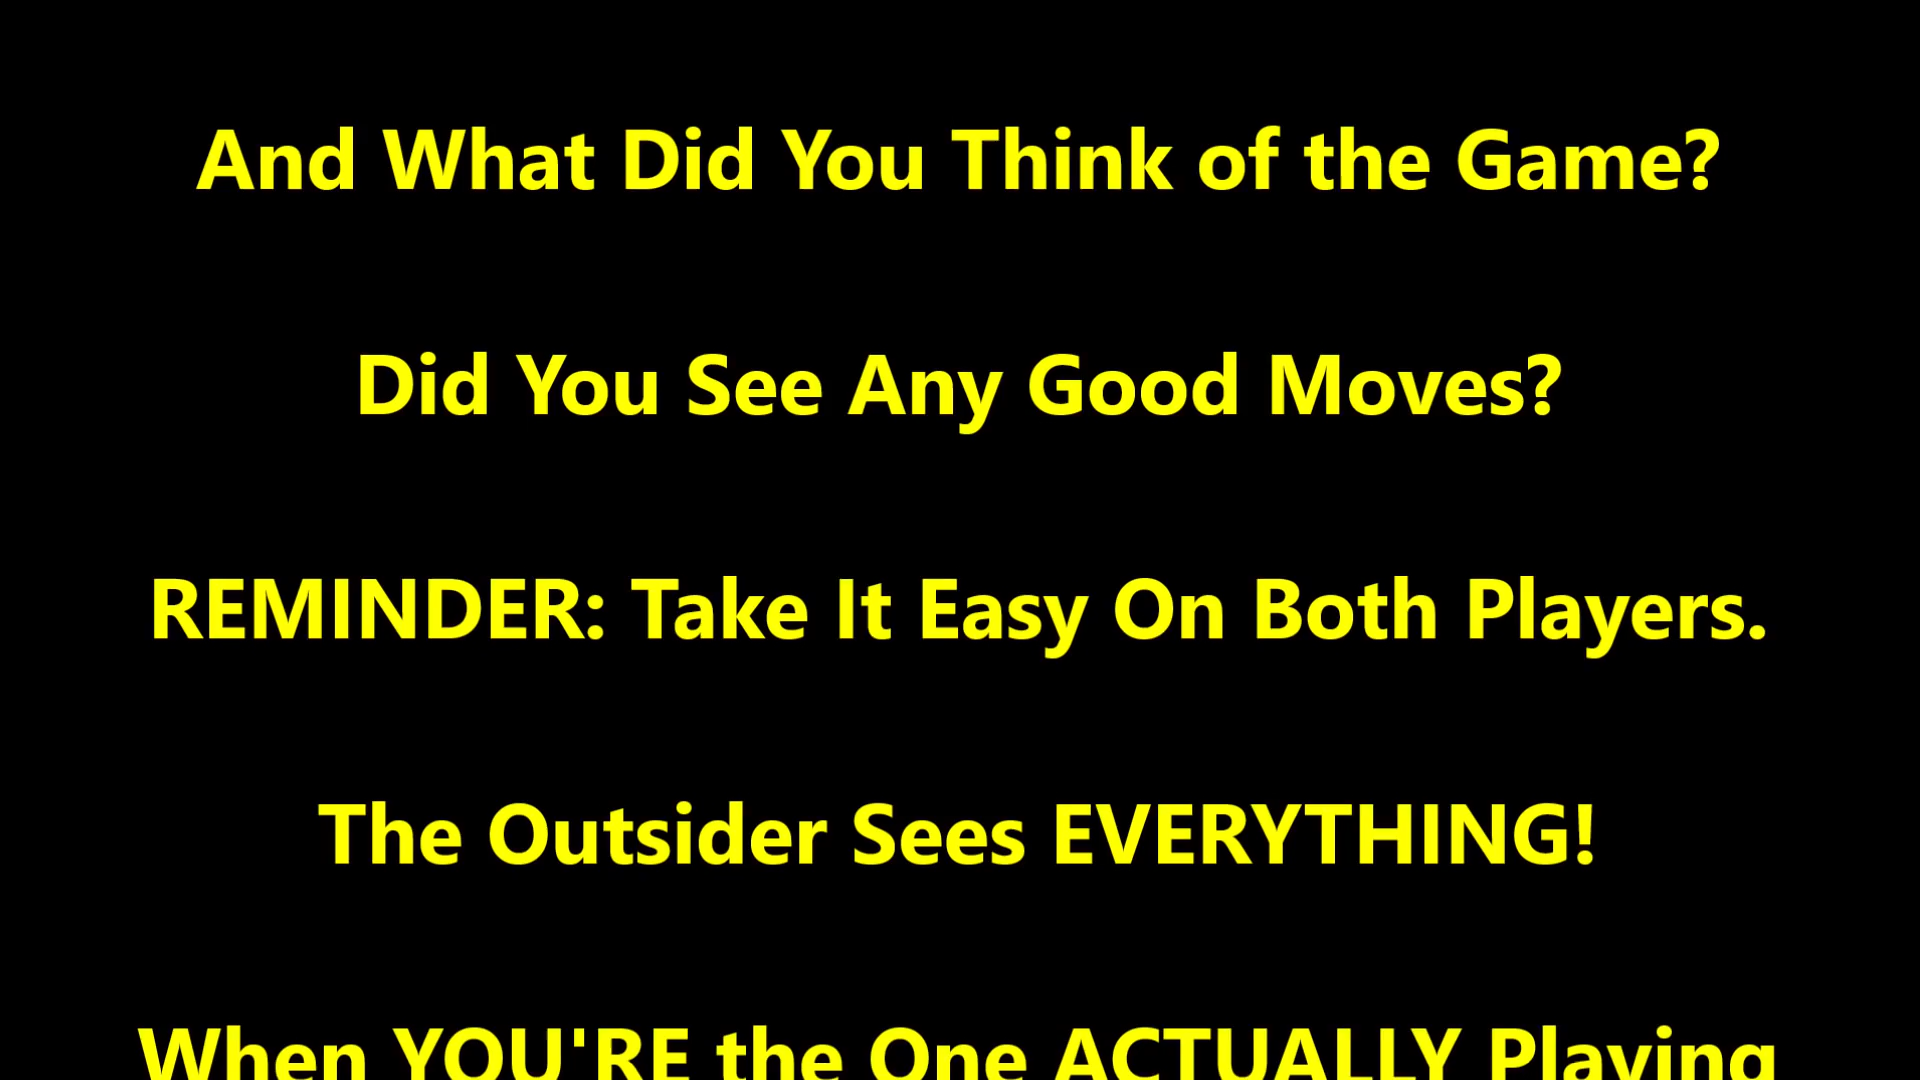 And What Did You Think of the Game?
Did You See Any Good Moves?
REMINDER: Take It Easy On Both Players.
The Outsider Sees EVERYTHING!
When YOU'RE the One ACTUALLY Playing